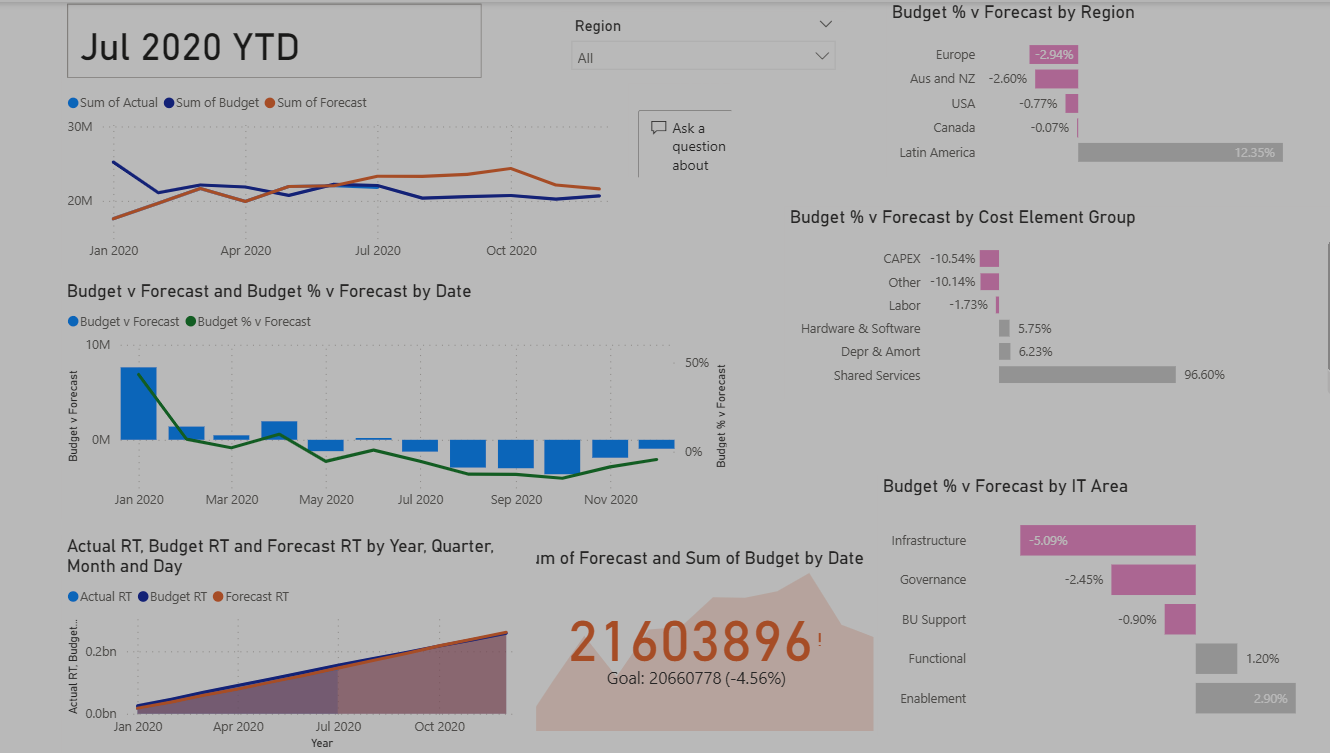 Jul 2020 YTD
Region
All
Sum of Actual Sum of Budget Sum of Forecast
30M
20M
Jan 2020 Apr 2020 Jul 2020 Oct 2020
Ask a
question
about
Budget v Forecast and Budget % v Forecast by Date
Budget v Forecast Budget % v Forecast
Budget v Forecast
10M
0M
50%
0%
Budget % v Forecast
Jan 2020 Mar 2020 May 2020 Jul 2020 Sep 2020 Nov 2020
Actual RT, Budget RT and Forecast RT by Year, Quarter,
Month and Day
Actual RT Budget RT Forecast RT
Actual RT, Budget...
0.2bn
0.0bn
Jan 2020 Apr 2020 Jul 2020 Oct 2020
Year
um of Forecast and Sum of Budget by Date
21603896!
Goal: 20660778 (-4.56%)
Budget % v Forecast by Region
Europe -2.94%
Aus and NZ -2.60%
USA -0.77%
Canada -0.07%
Latin America 12.35%
Budget % v Forecast by Cost Element Group
CAPEX -10.54%
Other -10.14%
Labor -1.73%
Hardware & Software 5.75%
Depr & Amort 6.23%
Shared Services 96.60%
Budget % v Forecast by IT Area
Infrastructure -5.09%
Governance -2.45%
BU Support -0.90%
Functional 1.20%
Enablement 2.90%